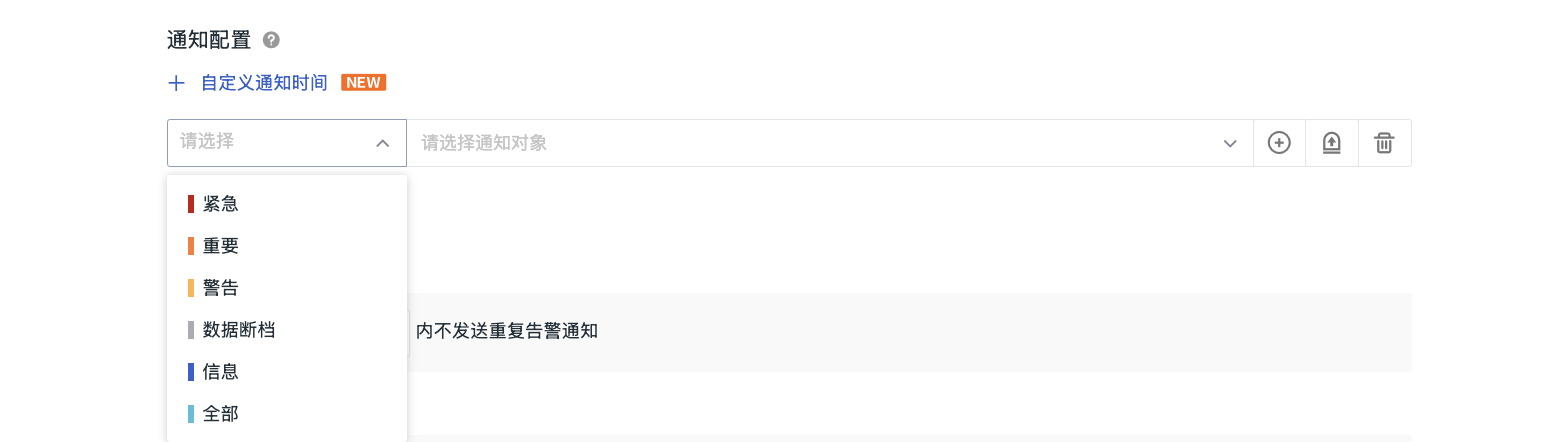 通知配置
自定义通知时间 NEW
请选择 请选择通知对象
紧急
重要
警告
数据断档 内不发送重复告警通知
信息
全部